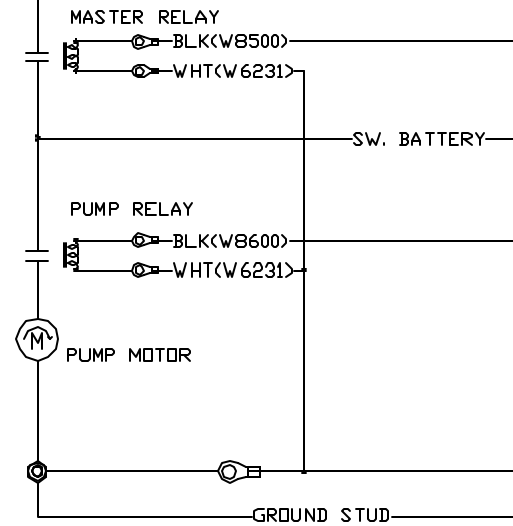 MASTER RELAY
BLK(W8500)
WHT(W6231)
SW. BATTERY
PUMP RELAY
BLK(W8600)
WHT(W6231)
M
PUMP MOTOR
GROUND STUD